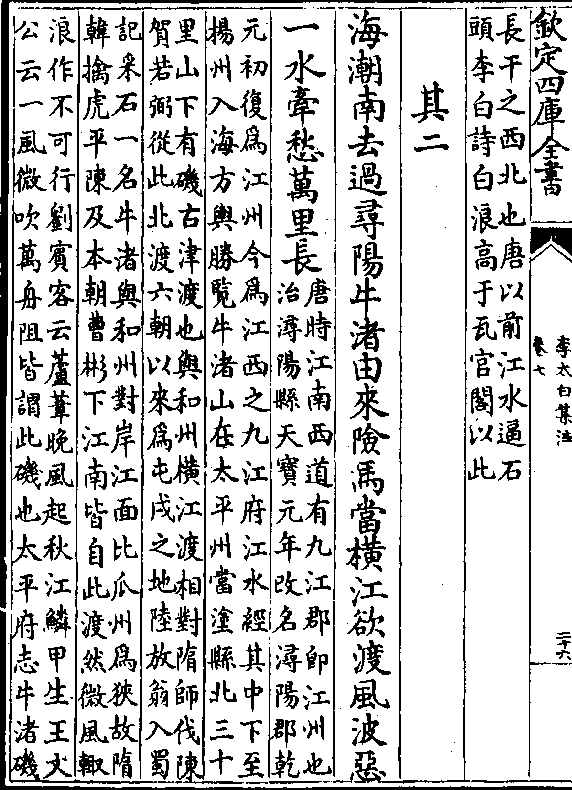 欽定四庫全書
李太白集注
卷七
二十六
長干之西北也唐以前江水逼石
頭李白詩白浪高于瓦官閣以此
其二
海潮南去過尋陽牛渚由來險馬當橫江欲渡風波惡
一水牽愁萬里長
唐時江南西道有九江郡即江州也
治潯陽縣天寶元年改名潯陽郡乾
元初復為江州今為江西之九江府江水經其中下至
揚州入海方輿勝覽牛渚山在太平州當塗縣北三十
里山下有磯古津渡也與和州橫江渡相對隋師伐陳
賀若弼從此北渡六朝以來為屯戍之地陸放翁入蜀
記采石一名牛渚與和州對岸江面比瓜州為狹故隋
韓擒虎平陳及本朝曹彬下江南皆自此渡然微風輙
浪作不可行劉賓客云蘆葦晚風起秋江鱗甲生王文
公云一風微吹萬舟阻皆謂此磯也太平府志牛渚磯